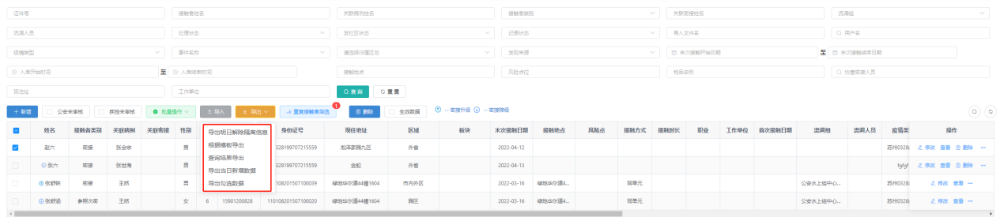 证件号 接触者姓名 关联病例姓名 接触者类别 关联密接姓名 流调组
流调人员 处理状态 发社区状态 记录状态 导入文件名 用户名
疫情类型 事件名称 请选择归属区划 发现来源 末次接触开始日期 至 末次接触结束日期
入库开始时间 至 入库结束时间 接触地点 风险点位 物品名称 检查密接人员
现住址 工作单位 查询 重置
+ 新增 公安未审核 疾控未审核 批量操作 导入 导出 重复接触者筛选 1 删除 生效数据 -- 密接升级 -- 密接降级
姓名 接触者类别 关联病例 关联密接 性别 身份证号 现住地址 区域 板块 末次接触日期 接触地点 风险点 接触方式 接触时长 职业 工作单位 首次接触日期 流调组 流调人员 疫情类 操作
导出明日解除隔离信息
根据模板导出
查询结果导出
导出当日新增数据
导出勾选数据
赵六 密接 张会宗 男 328199707215559 外省 2022-04-12 苏州0328 修改 查看 删除 ...
张六 密接 张世海 男 328199707215559 金蛇 外省 2022-04-13 fgfgf 修改 查看 删除 ...
张舒轶 密接 王然 男 108201507100039 绿地华尔道44幢1604 市内外区 2022-03-16 绿地华尔道4... 同单元 公安水上组中心... 苏州0328 修改 查看 ...
张舒涵 参照次密 王然 女 6 15901200828 110108201507100020 绿地华尔道44幢1604 2022-03-16 绿地华尔道4... 同单元 公安水上组中心... 苏州0328 修改 查看 ...